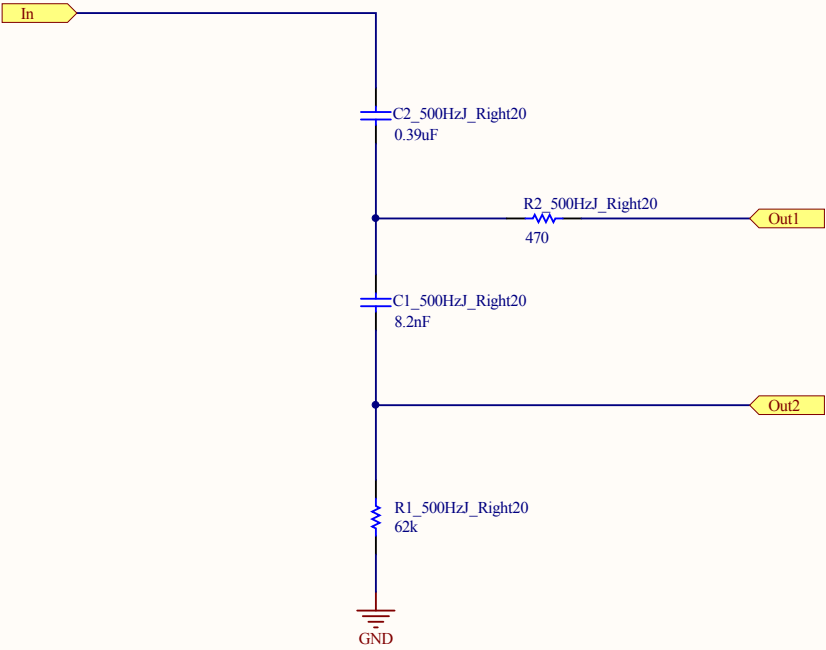 In
C2_500HzJ_Right20
0.39uF
R2_500HzJ_Right20
Out1
470
C1_500HzJ_Right20
8.2nF
Out2
R1_500HzJ_Right20
62k
GND